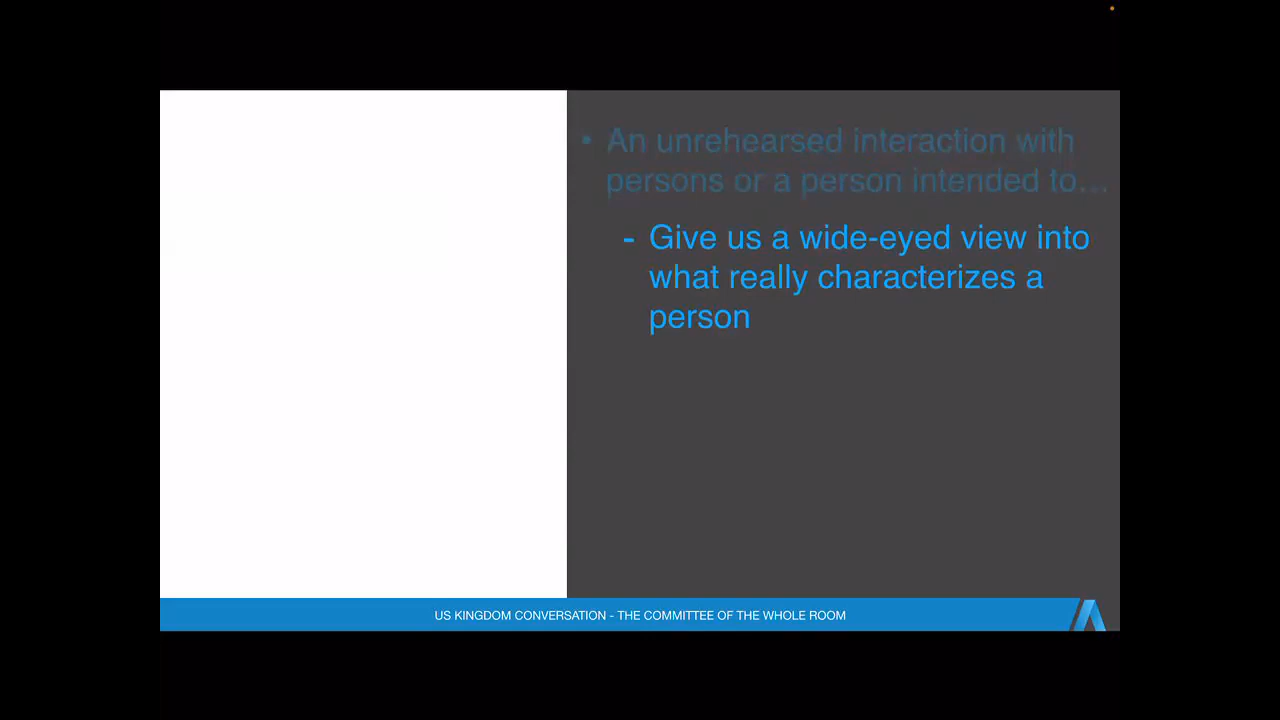 • An unrehearsed interaction with
persons or a person intended to…
- Give us a wide-eyed view into
what really characterizes a
person
US KINGDOM CONVERSATION - THE COMMITTEE OF THE WHOLE ROOM